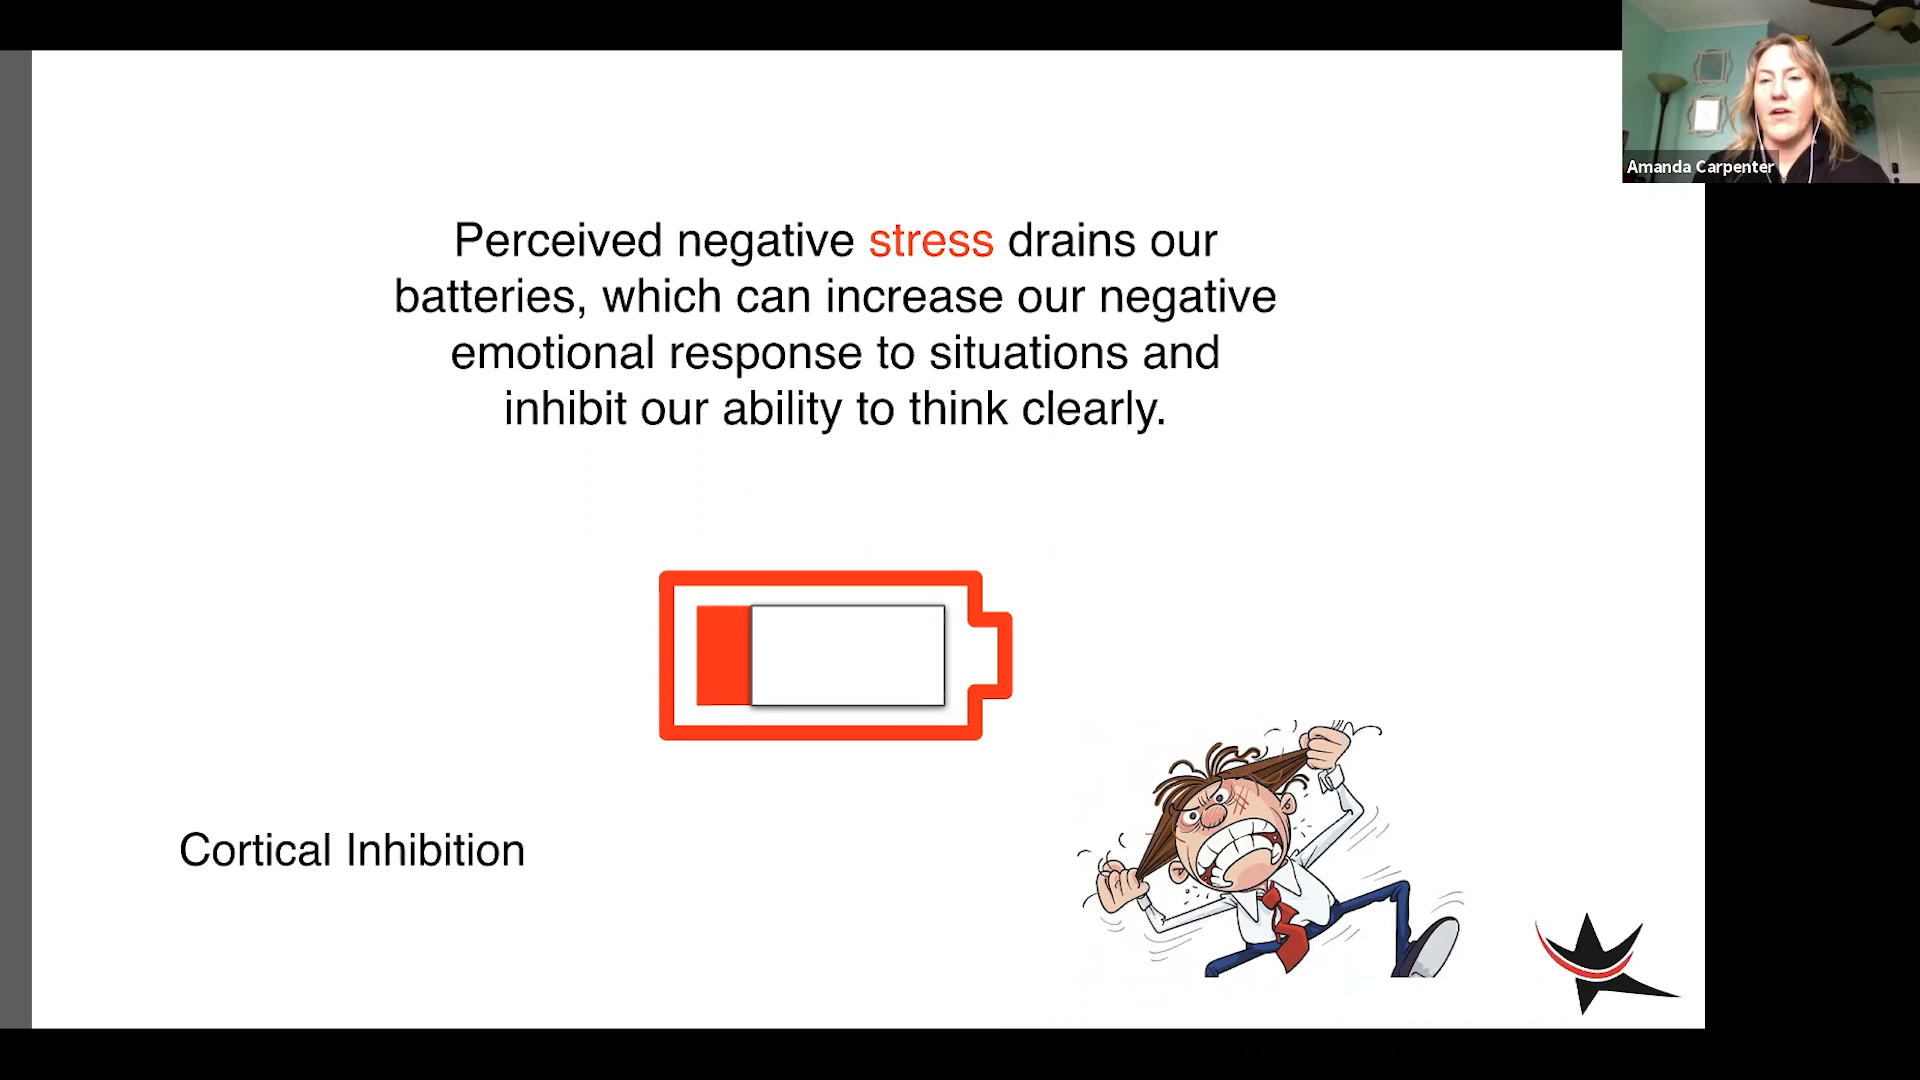 Amanda Carpenter
Perceived negative stress drains our
batteries, which can increase our negative
emotional response to situations and
inhibit our ability to think clearly.
Cortical Inhibition